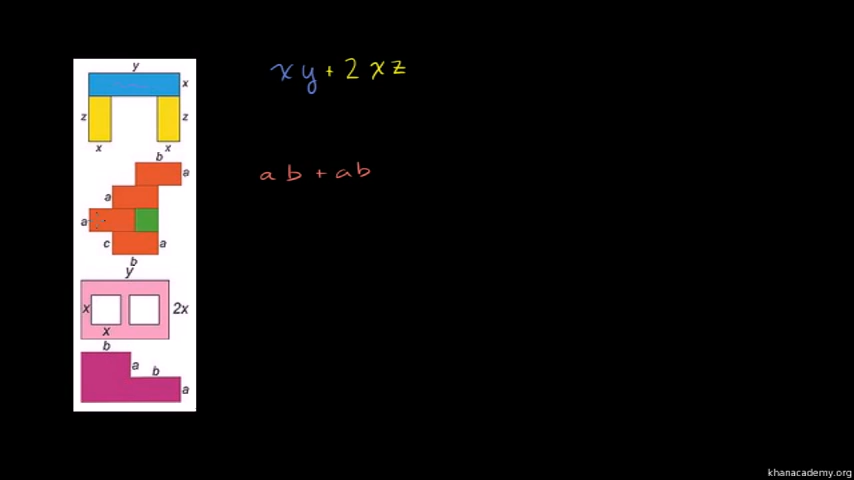 y
xy + 2xz
x
z z
x x
b
a
ab + ab
a
a
c a
b
y
x 2x
x
b
a
b
a
khanacademy.org